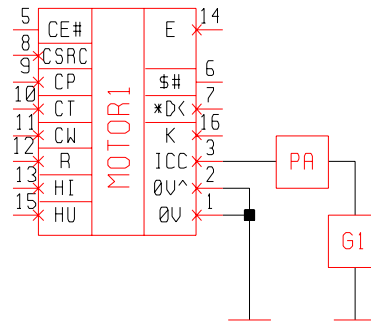 5 CE# E 14
8 CSRC
9 CP $# 6
10 CT *D< 7
11 CW K 16
12 R ICC 3 PA
13 HI 0V^ 2
15 HU 0V 1
MOTOR1
G1